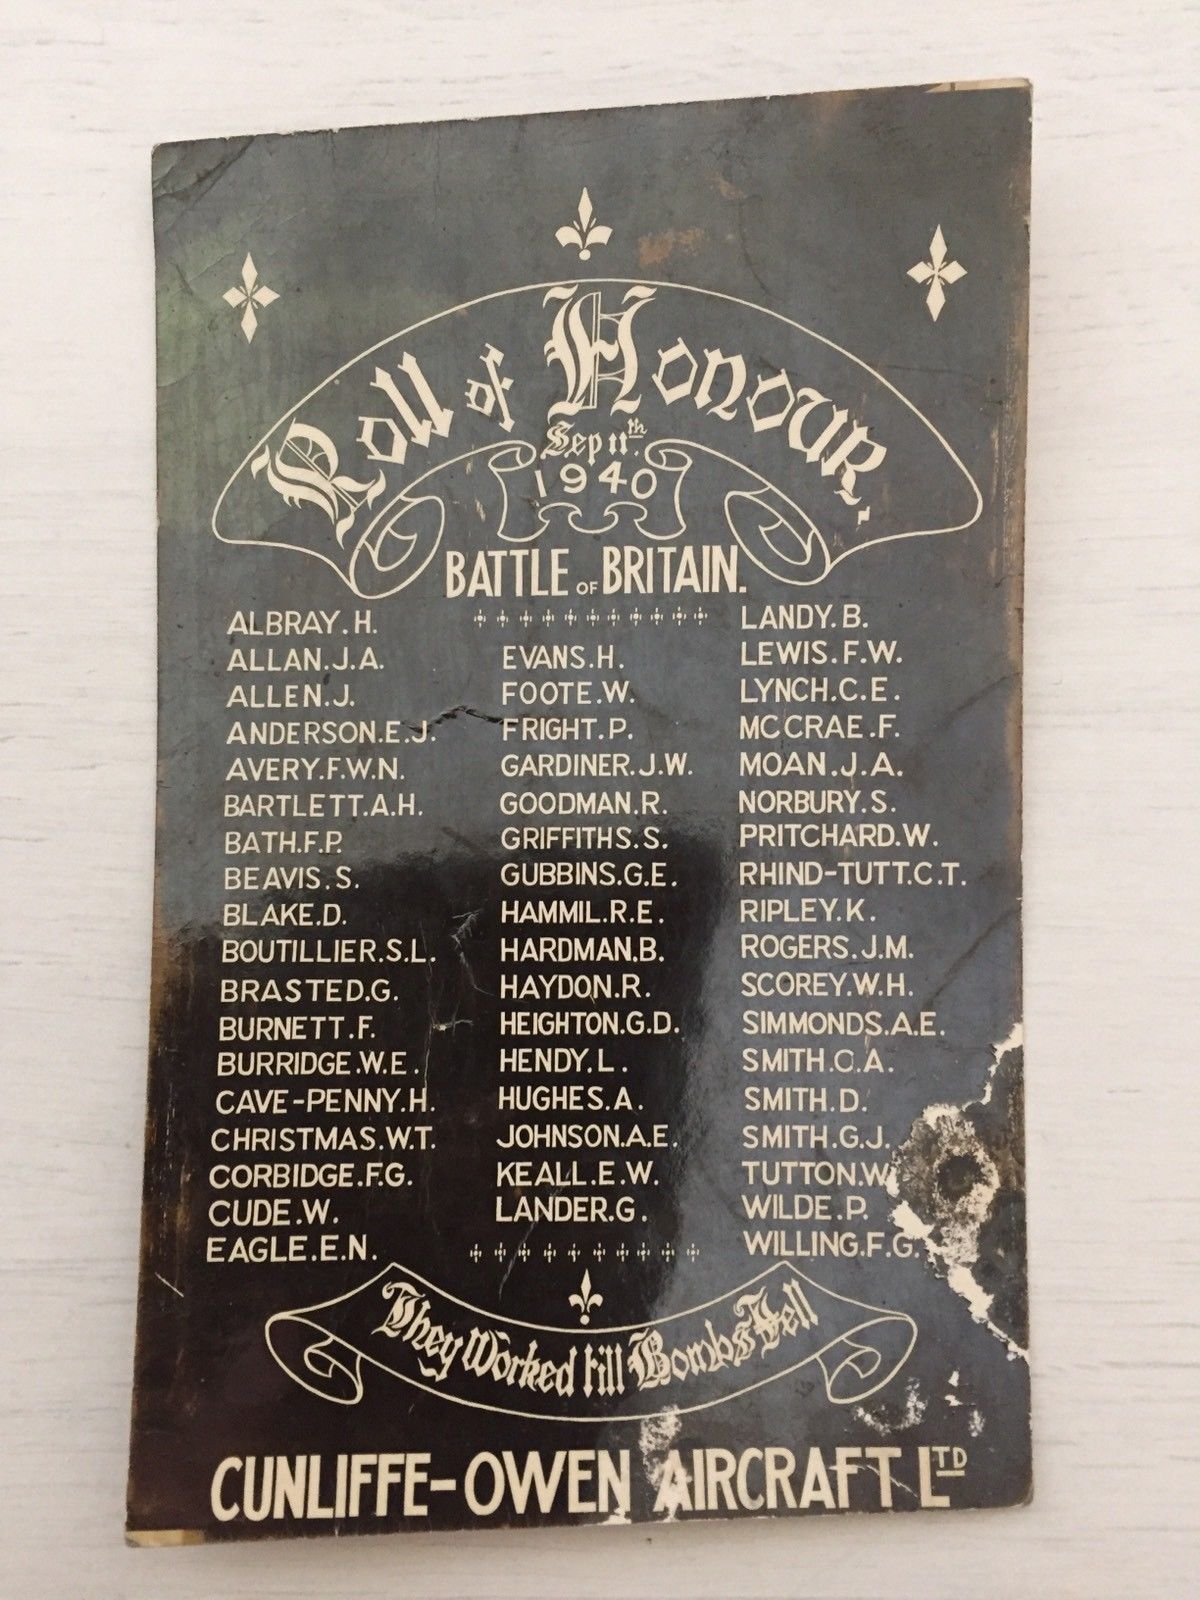 Roll of Honour.
Sep 11th.
1940
BATTLE OF BRITAIN.
ALBRAY.H.
ALLAN.J.A.
ALLEN.J.
ANDERSON.E.J.
AVERY.F.W.N.
BARTLETT.A.H.
BATH.F.P.
BEAVIS.S.
BLAKE.D.
BOUTILLIER.S.L.
BRASTED.G.
BURNETT.F.
BURRIDGE.W.E.
CAVE-PENNY.H.
CHRISTMAS.W.T.
CORBIDGE.F.G.
CUDE.W.
EAGLE.E.N.
EVANS.H.
FOOTE.W.
FRIGHT.P.
GARDINER.J.W.
GOODMAN.R.
GRIFFITHS.S.
GUBBINS.G.E.
HAMMIL.R.E.
HARDMAN.B.
HAYDON.R.
HEIGHTON.G.D.
HENDY.L.
HUGHES.A.
JOHNSON.A.E.
KEALL.E.W.
LANDER.G.
LANDY.B.
LEWIS.F.W.
LYNCH.C.E.
MCCRAE.F.
MOAN.J.A.
NORBURY.S.
PRITCHARD.W.
RHIND-TUTT.C.T.
RIPLEY.K.
ROGERS.J.M.
SCOREY.W.H.
SIMMONDS.A.E.
SMITH.C.A.
SMITH.D.
SMITH.G.J.
TUTTON.W
WILDE.P.
WILLING.F.G.
They Worked till Bombs Fell
CUNLIFFE-OWEN AIRCRAFT LTD